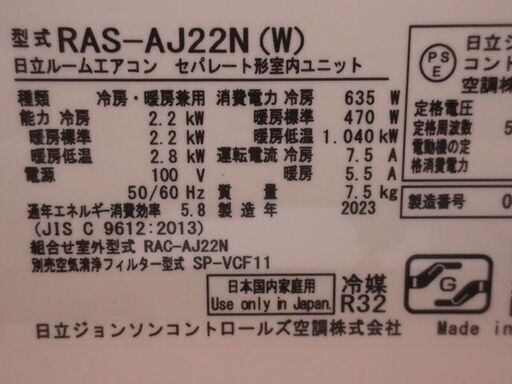 型式 RAS-AJ22N(W)
日立ルームエアコン セパレート形室内ユニット
種類 冷房・暖房兼用 消費電力 冷房 635 W
能力 冷房 2.2 kW 暖房標準 470 W
暖房標準 2.2 kW 暖房低温 1.040 kW
暖房低温 2.8 kW 運転電流 冷房 7.5 A
電源 100 V 暖房 5.5 A
50/60 Hz 質量 7.5 kg
通年エネルギー消費効率 5.8 製造年 2023
(JIS C 9612:2013)
組合せ室外型式 RAC-AJ22N
別売空気清浄フィルター型式 SP-VCF11
日本国内家庭用
Use only in Japan.
冷媒
R32
日立ジョンソンコントロールズ空調株式会社
PS
E
日立ジ
コント
空調株
定格電圧
定格周波数 5
電動機の定
格消費電力
製造番号 0
G
Made in